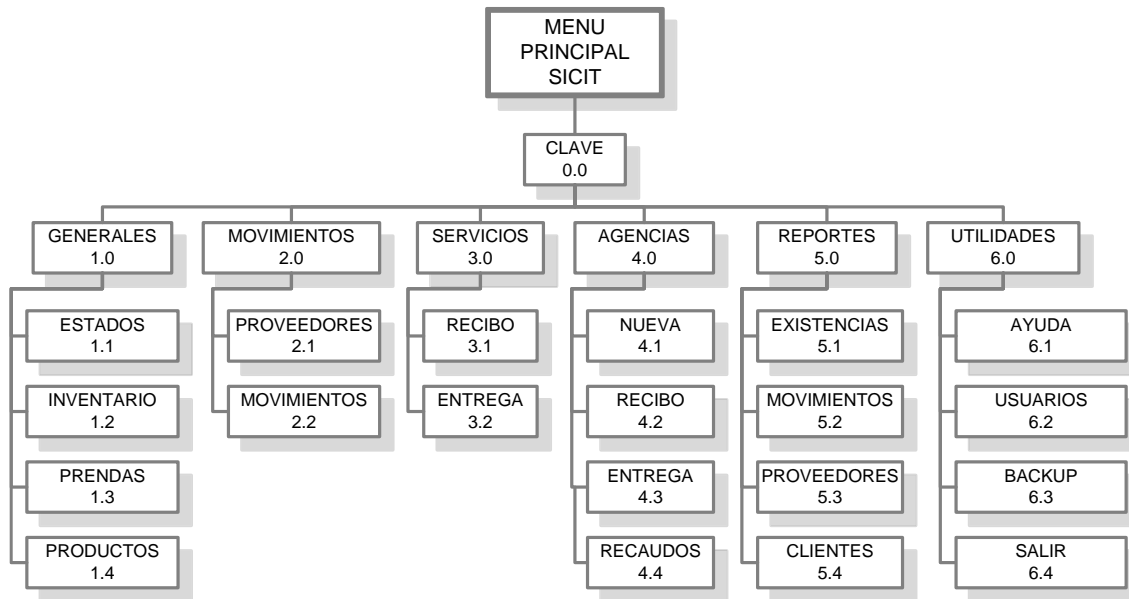 MENU
PRINCIPAL
SICIT
CLAVE
0.0
GENERALES
1.0
MOVIMIENTOS
2.0
SERVICIOS
3.0
AGENCIAS
4.0
REPORTES
5.0
UTILIDADES
6.0
ESTADOS
1.1
PROVEEDORES
2.1
RECIBO
3.1
NUEVA
4.1
EXISTENCIAS
5.1
AYUDA
6.1
INVENTARIO
1.2
MOVIMIENTOS
2.2
ENTREGA
3.2
RECIBO
4.2
MOVIMIENTOS
5.2
USUARIOS
6.2
PRENDAS
1.3
ENTREGA
4.3
PROVEEDORES
5.3
BACKUP
6.3
PRODUCTOS
1.4
RECAUDOS
4.4
CLIENTES
5.4
SALIR
6.4